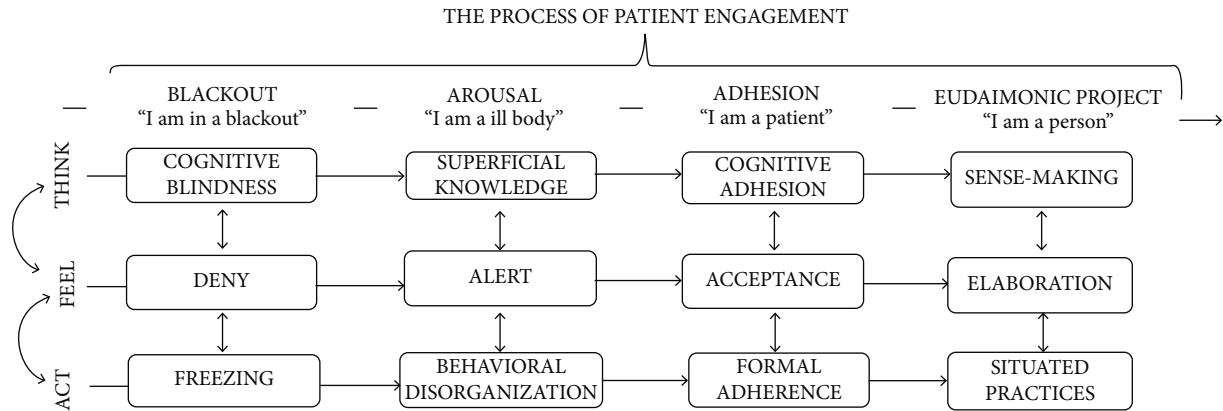 THE PROCESS OF PATIENT ENGAGEMENT
BLACKOUT
“I am in a blackout”
AROUSAL
“I am a ill body”
ADHESION
“I am a patient”
EUDAIMONIC PROJECT
“I am a person”
THINK
COGNITIVE
BLINDNESS
SUPERFICIAL
KNOWLEDGE
COGNITIVE
ADHESION
SENSE-MAKING
FEEL
DENY
ALERT
ACCEPTANCE
ELABORATION
ACT
FREEZING
BEHAVIORAL
DISORGANIZATION
FORMAL
ADHERENCE
SITUATED
PRACTICES